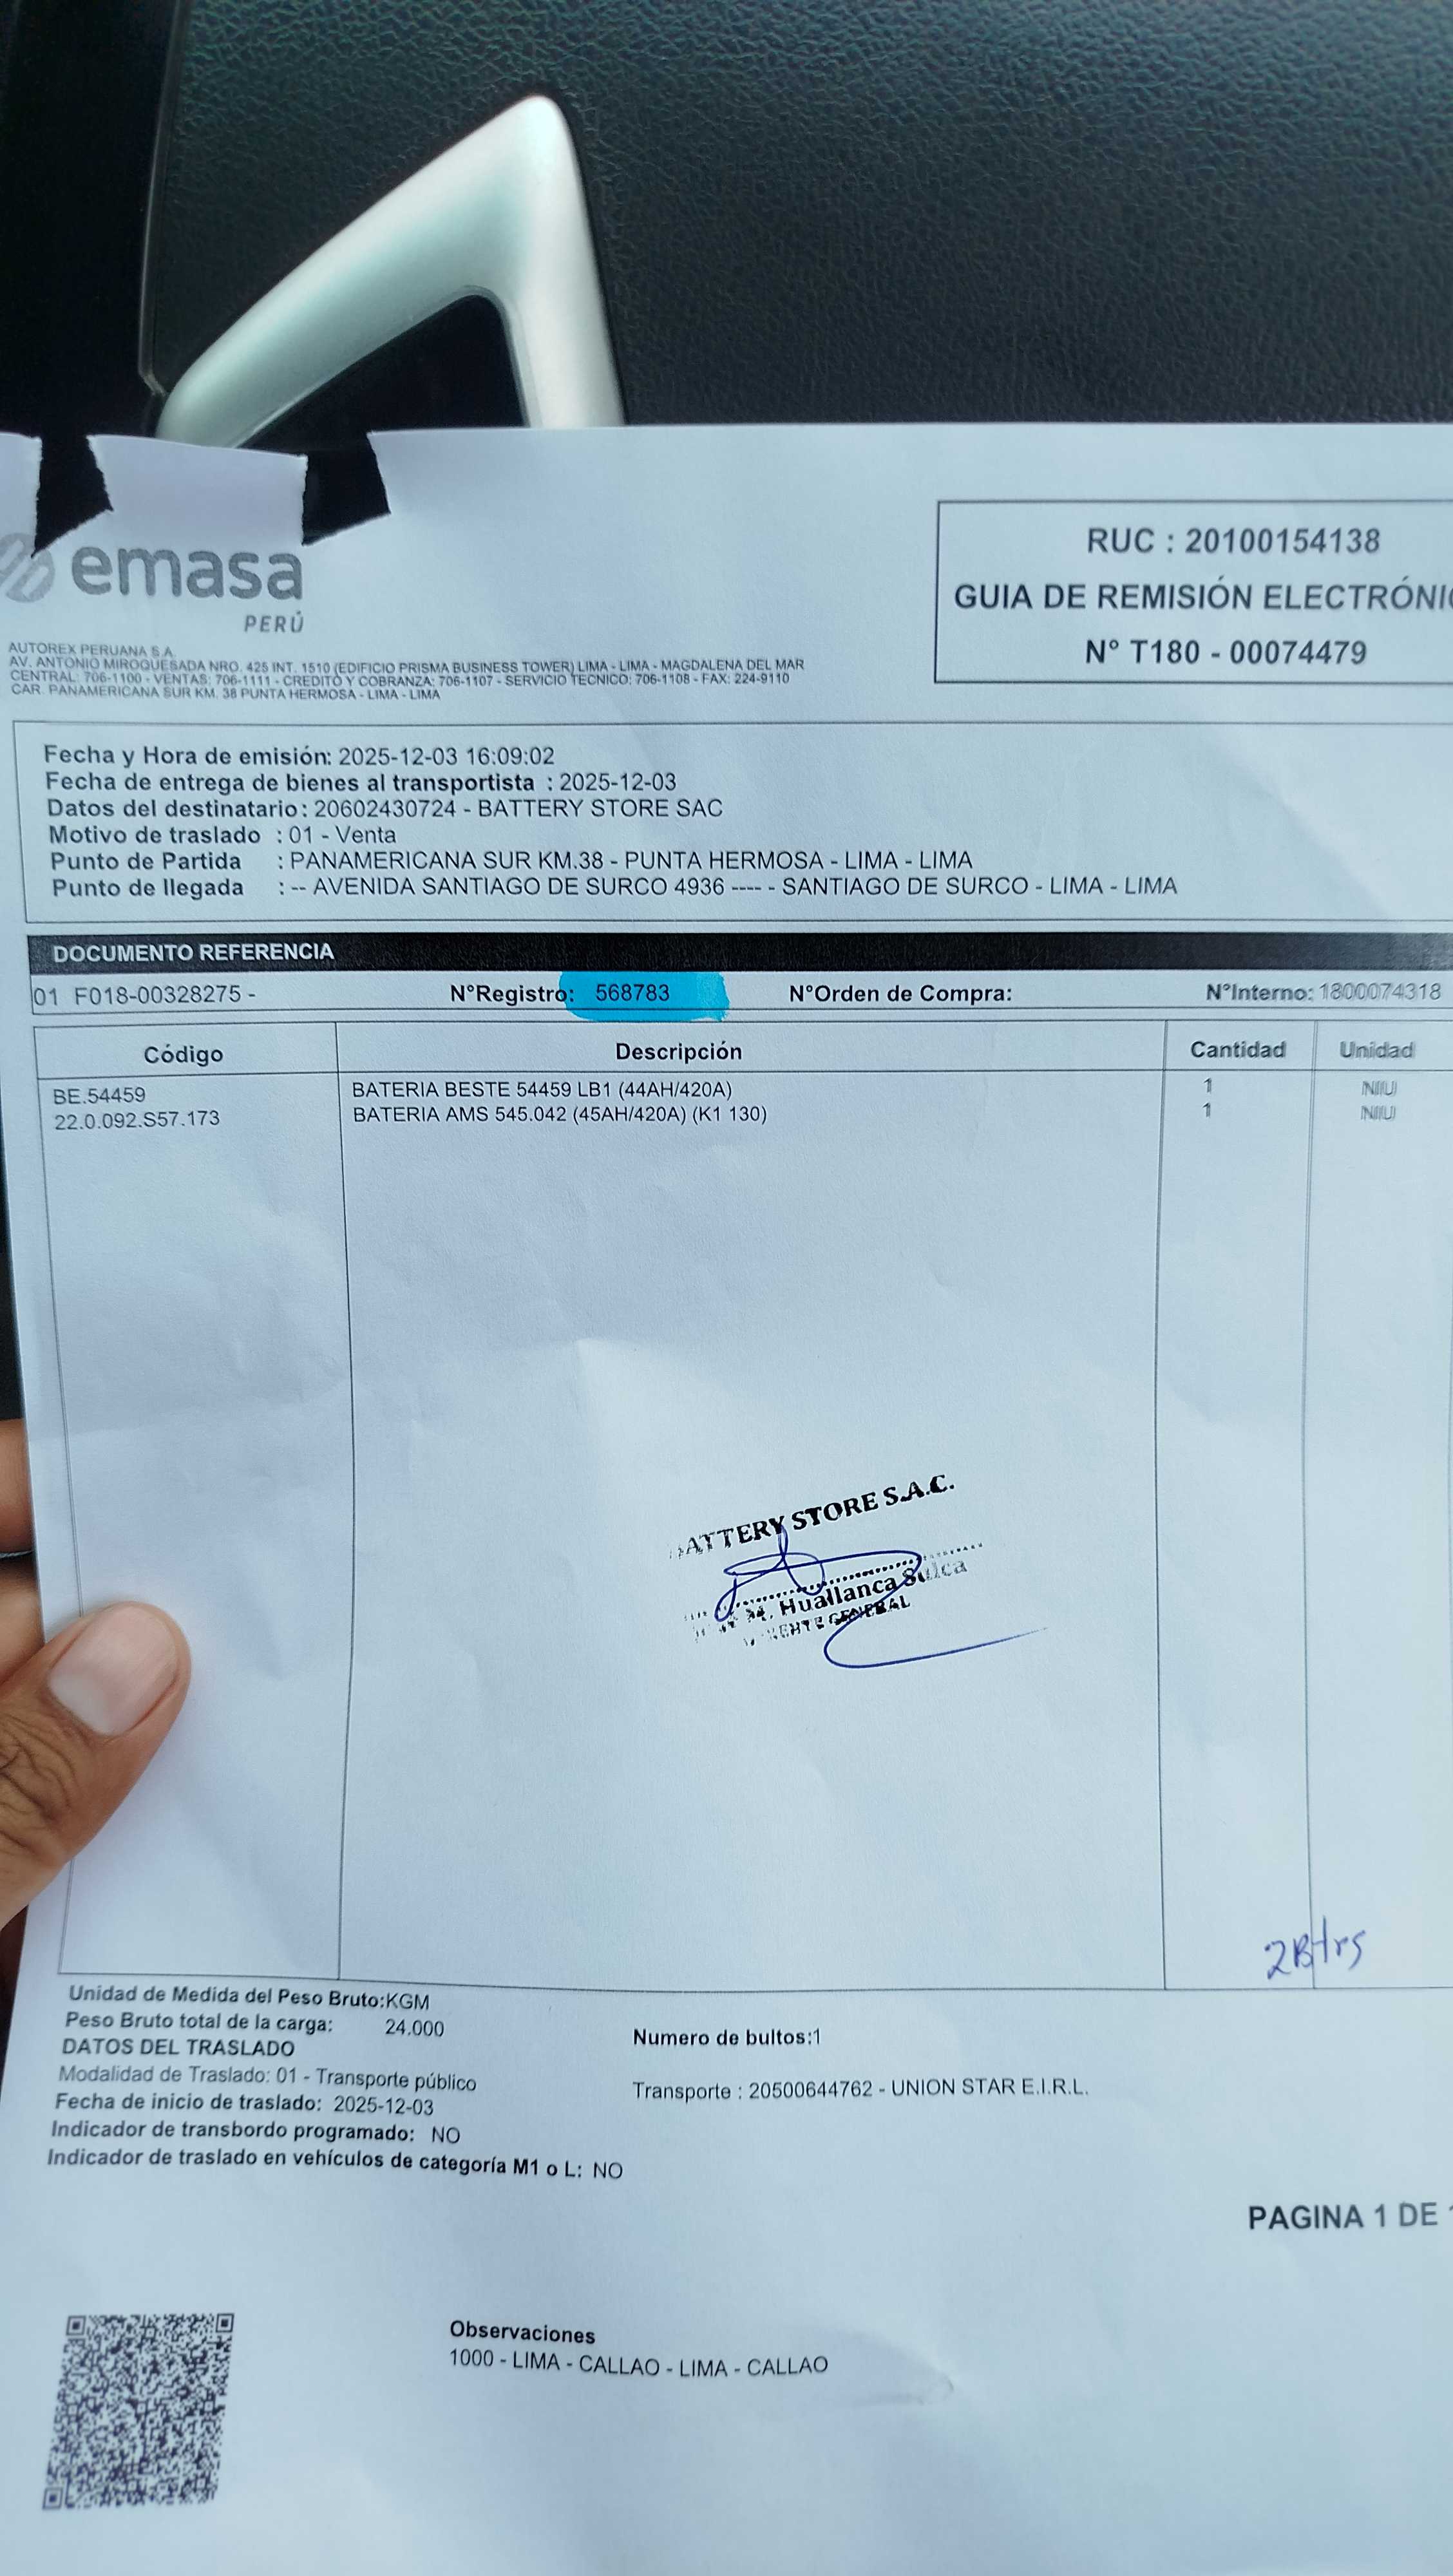 emasa
PERÚ
RUC : 20100154138
GUIA DE REMISIÓN ELECTRÓNIC
N° T180 - 00074479
AUTOREX PERUANA S.A.
AV. ANTONIO MIROQUESADA NRO. 425 INT. 1510 (EDIFICIO PRISMA BUSINESS TOWER) LIMA - LIMA - MAGDALENA DEL MAR
CENTRAL: 706-1100 - VENTAS: 706-1111 - CREDITO Y COBRANZA: 706-1107 - SERVICIO TECNICO: 706-1108 - FAX: 224-9110
CAR. PANAMERICANA SUR KM. 38 PUNTA HERMOSA - LIMA - LIMA
Fecha y Hora de emisión: 2025-12-03 16:09:02
Fecha de entrega de bienes al transportista : 2025-12-03
Datos del destinatario : 20602430724 - BATTERY STORE SAC
Motivo de traslado : 01 - Venta
Punto de Partida : PANAMERICANA SUR KM.38 - PUNTA HERMOSA - LIMA - LIMA
Punto de llegada : -- AVENIDA SANTIAGO DE SURCO 4936 ---- - SANTIAGO DE SURCO - LIMA - LIMA
DOCUMENTO REFERENCIA
01 F018-00328275 - N°Registro: 568783 N°Orden de Compra: N°Interno: 1800074318
Código Descripción Cantidad Unidad
BE.54459 BATERIA BESTE 54459 LB1 (44AH/420A) 1 NIU
22.0.092.S57.173 BATERIA AMS 545.042 (45AH/420A) (K1 130) 1 NIU
ATTERY STORE S.A.C.
M. Huallanca Sulca
GENERAL
2Btrs
Unidad de Medida del Peso Bruto:KGM
Peso Bruto total de la carga: 24.000
Numero de bultos:1
DATOS DEL TRASLADO
Modalidad de Traslado: 01 - Transporte público
Transporte : 20500644762 - UNION STAR E.I.R.L.
Fecha de inicio de traslado: 2025-12-03
Indicador de transbordo programado: NO
Indicador de traslado en vehículos de categoría M1 o L: NO
PAGINA 1 DE 1
Observaciones
1000 - LIMA - CALLAO - LIMA - CALLAO